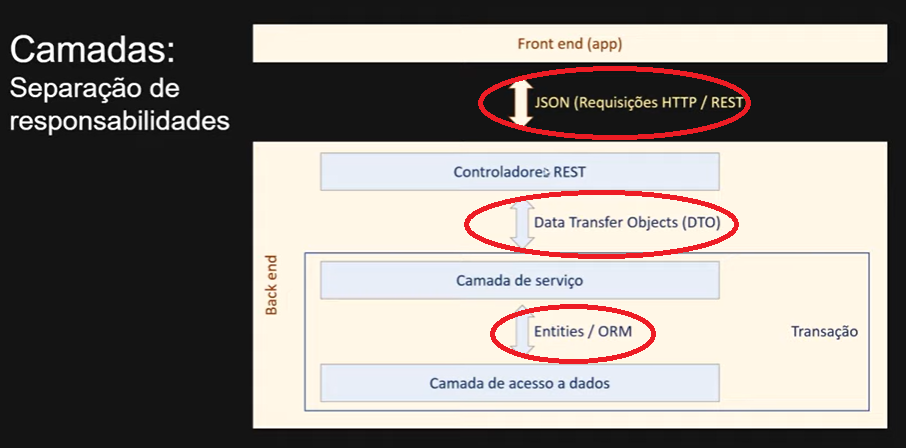 Camadas:
Separação de
responsabilidades
Front end (app)
JSON (Requisições HTTP / REST
Controladores REST
Data Transfer Objects (DTO)
Back end
Camada de serviço
Entities / ORM
Transação
Camada de acesso a dados